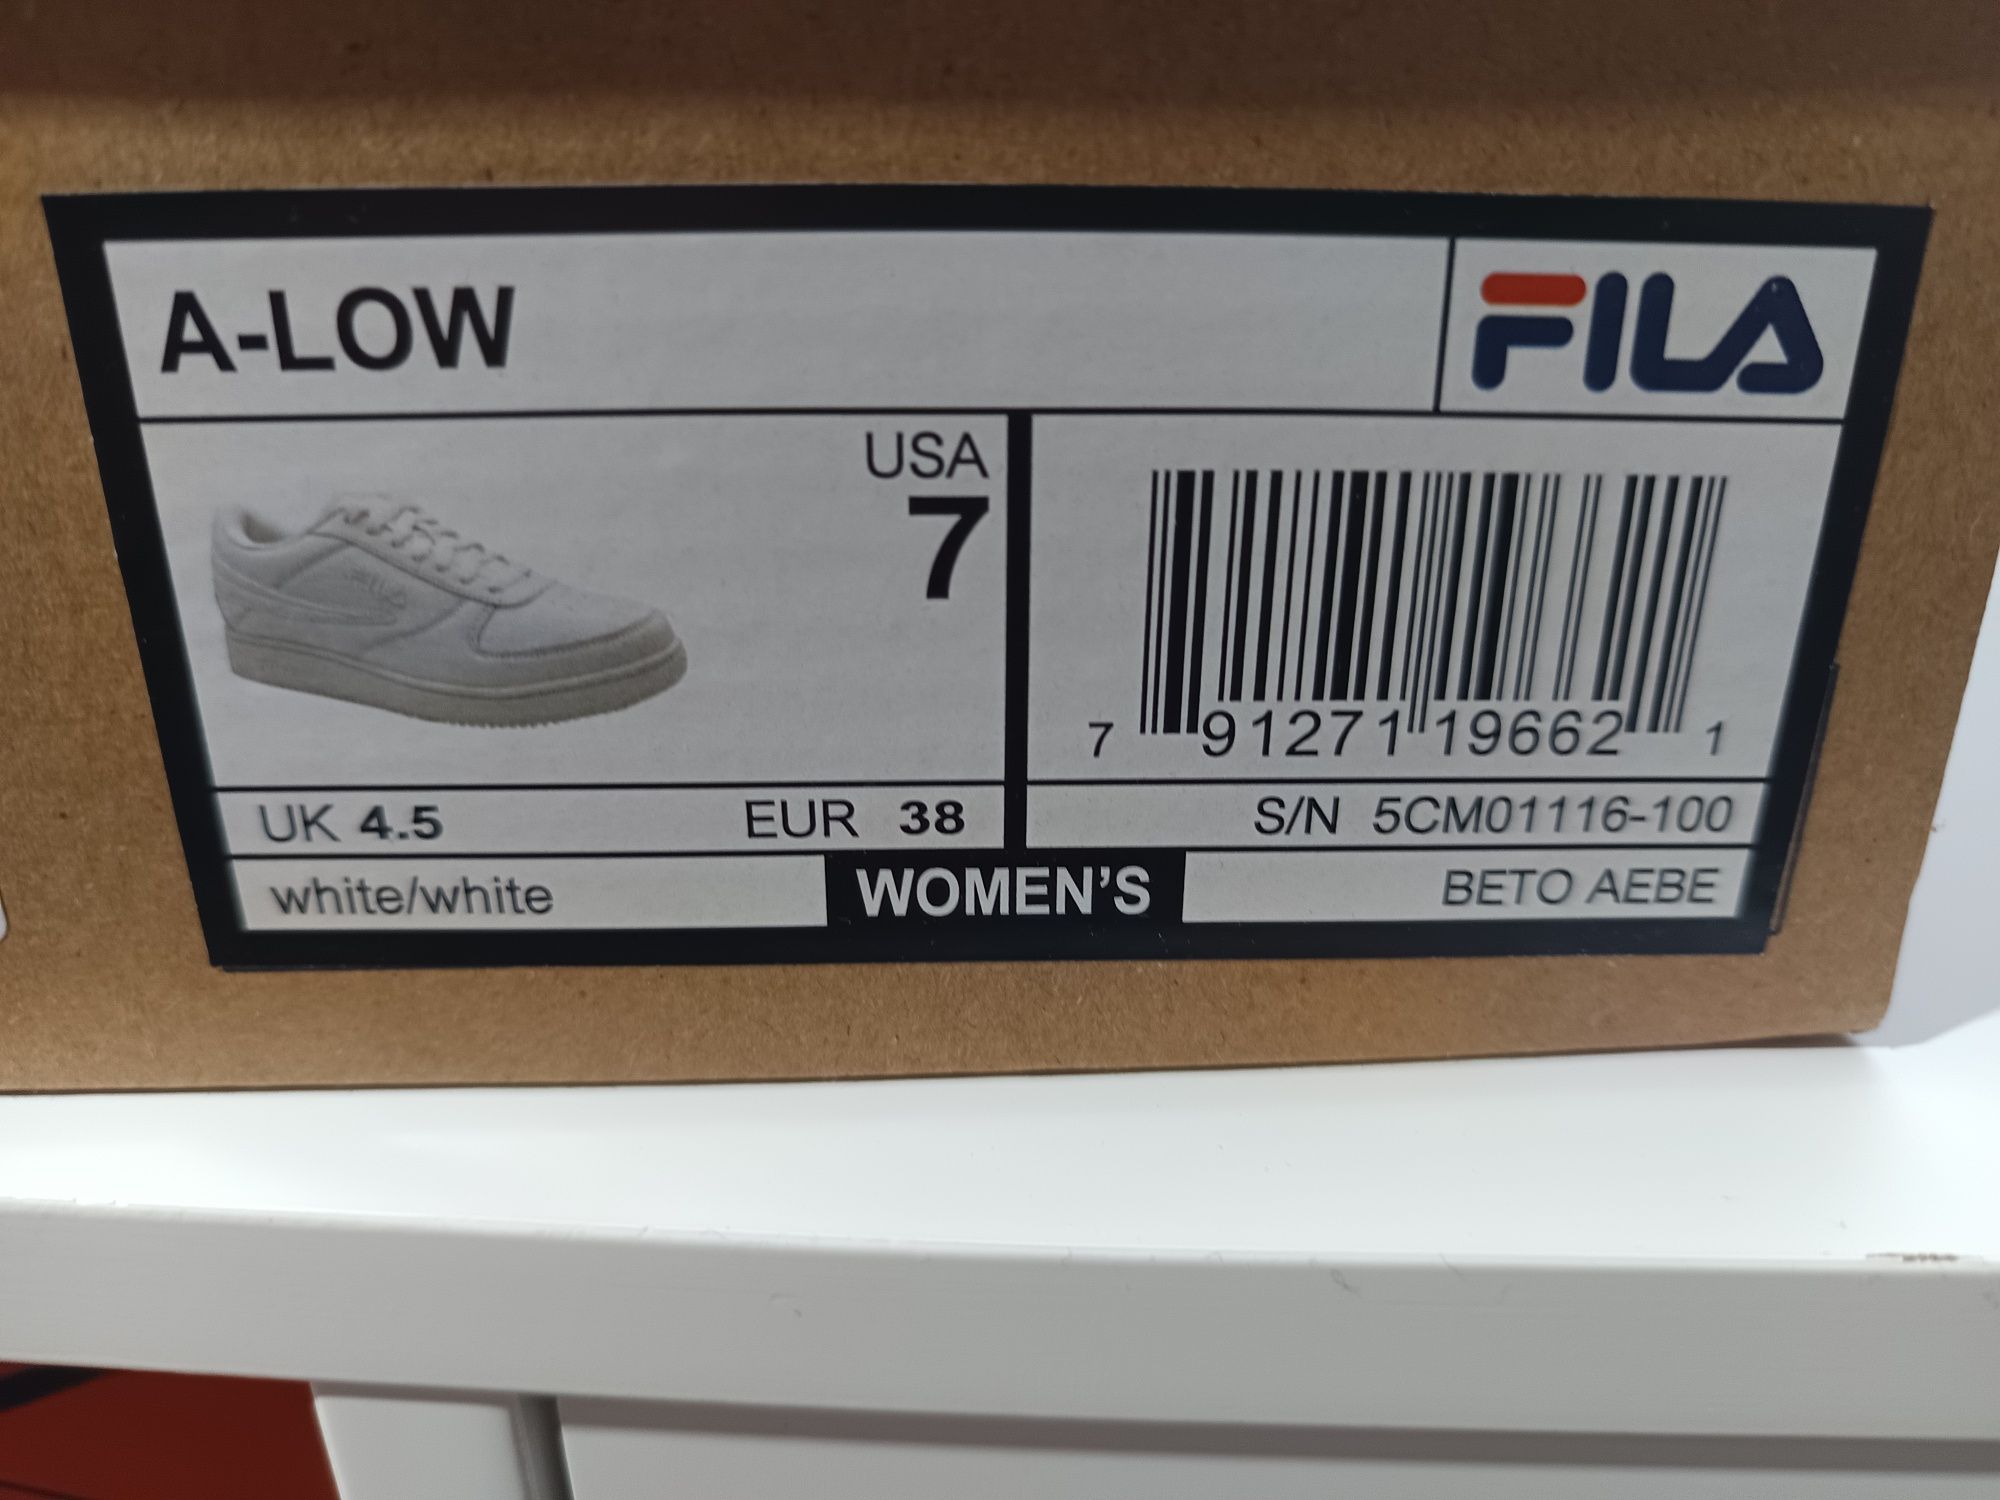 A-LOW
FILA
USA
7
7 91271 19662 1
UK 4.5
EUR 38
S/N 5CM01116-100
white/white
WOMEN'S
BETO AEBE